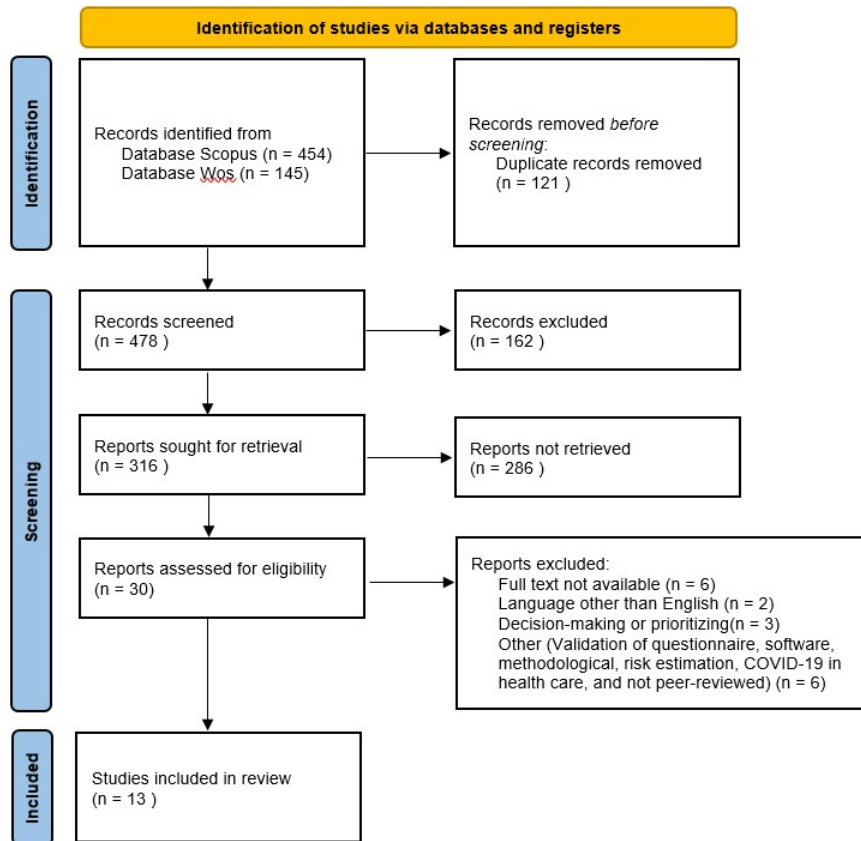 Identification of studies via databases and registers
Identification
Records identified from
Database Scopus (n = 454)
Database Wos (n = 145)
Records removed before
screening:
Duplicate records removed
(n = 121 )
Screening
Records screened
(n = 478 )
Records excluded
(n = 162 )
Reports sought for retrieval
(n = 316 )
Reports not retrieved
(n = 286 )
Reports assessed for eligibility
(n = 30)
Reports excluded:
Full text not available (n = 6)
Language other than English (n = 2)
Decision-making or prioritizing(n = 3)
Other (Validation of questionnaire, software,
methodological, risk estimation, COVID-19 in
health care, and not peer-reviewed) (n = 6)
Included
Studies included in review
(n = 13 )